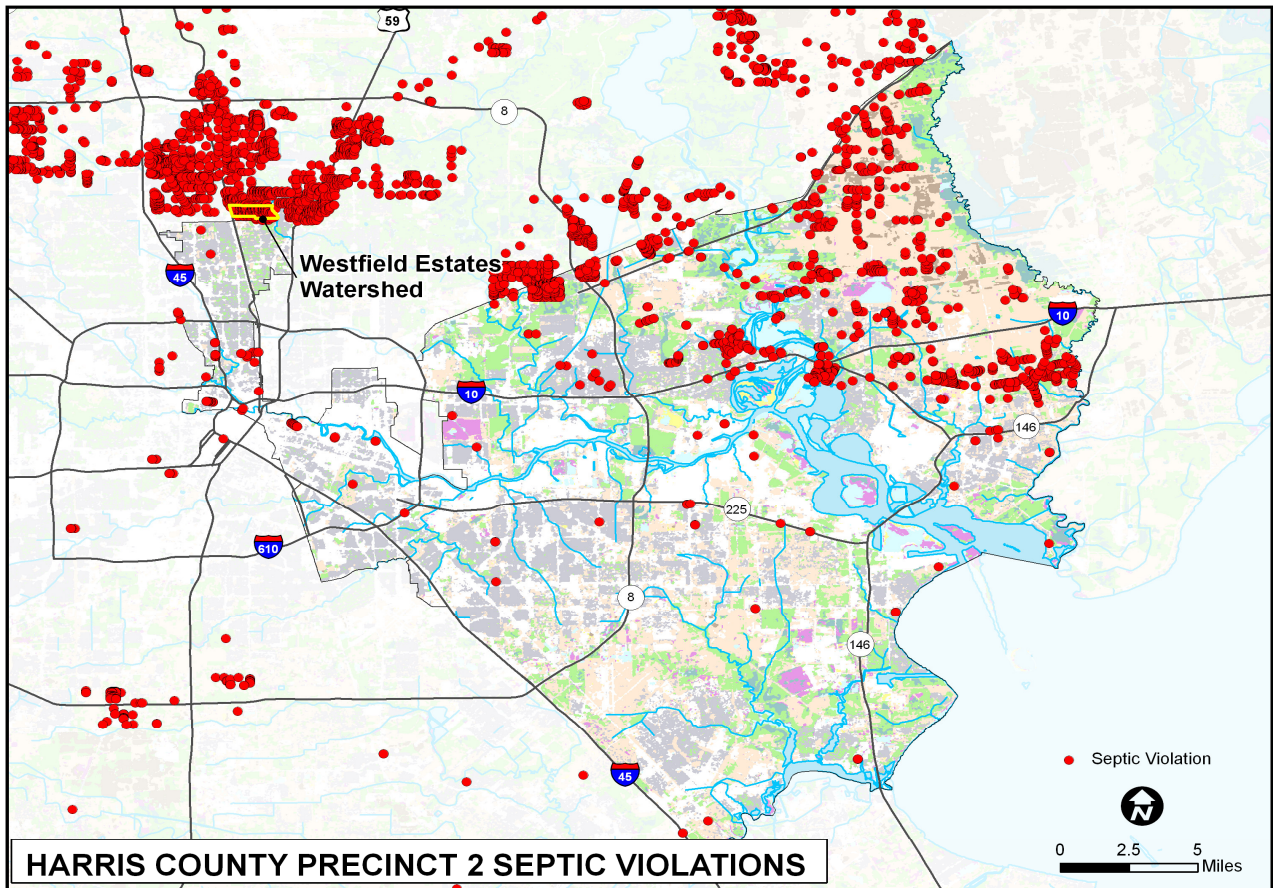 59
8
Westfield Estates
Watershed
45
10
10
146
225
610
8
146
Septic Violation
45
N
0 2.5 5
Miles
HARRIS COUNTY PRECINCT 2 SEPTIC VIOLATIONS